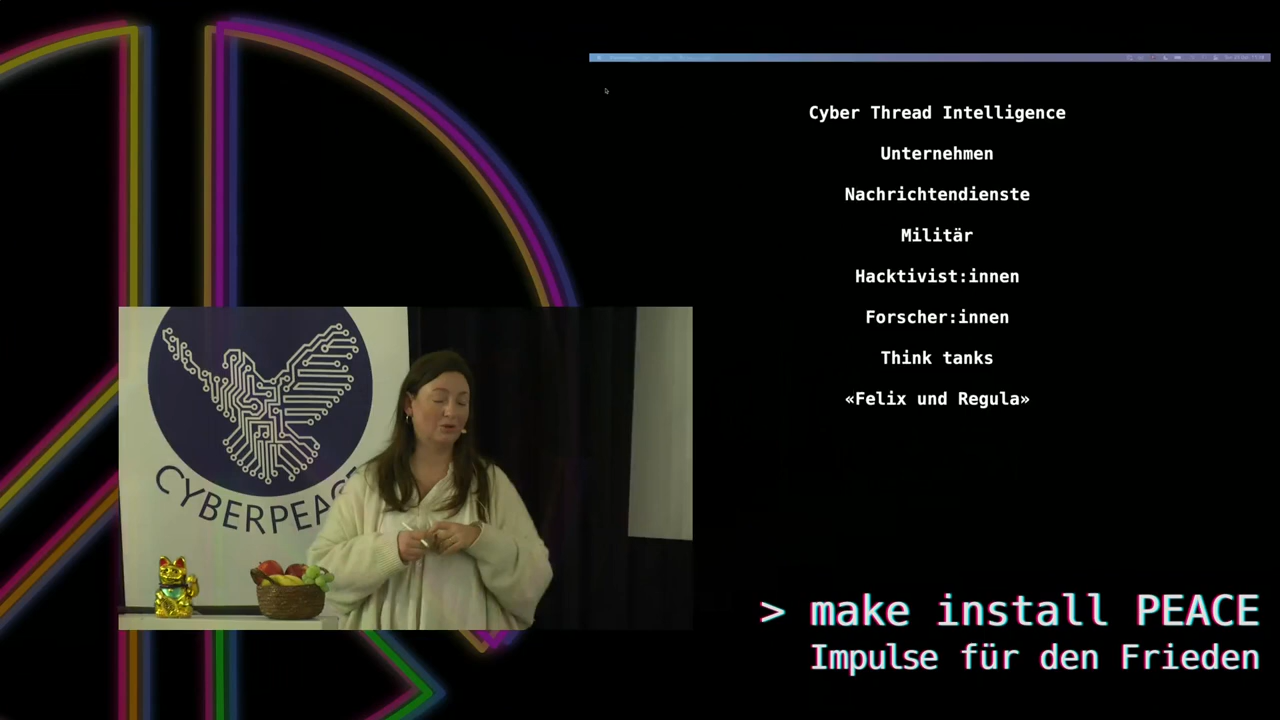 Cyber Thread Intelligence
Unternehmen
Nachrichtendienste
Militär
Hacktivist:innen
Forscher:innen
Think tanks
«Felix und Regula»
CYBERPEACE
> make install PEACE
Impulse für den Frieden